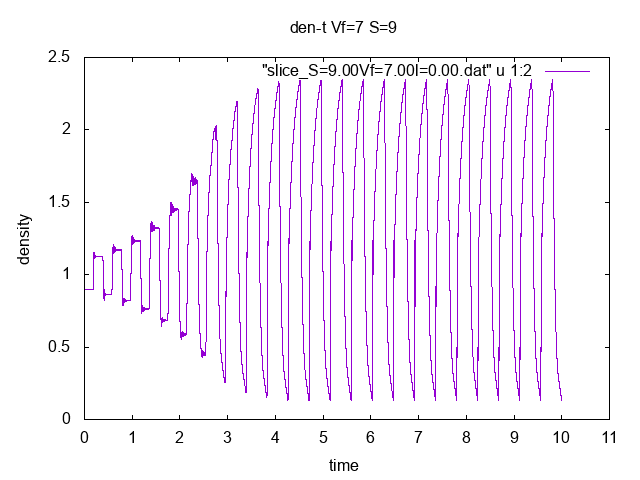 den-t Vf=7 S=9
"slice_S=9.00Vf=7.00I=0.00.dat" u 1:2
density
2.5
2
1.5
1
0.5
0
0 1 2 3 4 5 6 7 8 9 10 11
time